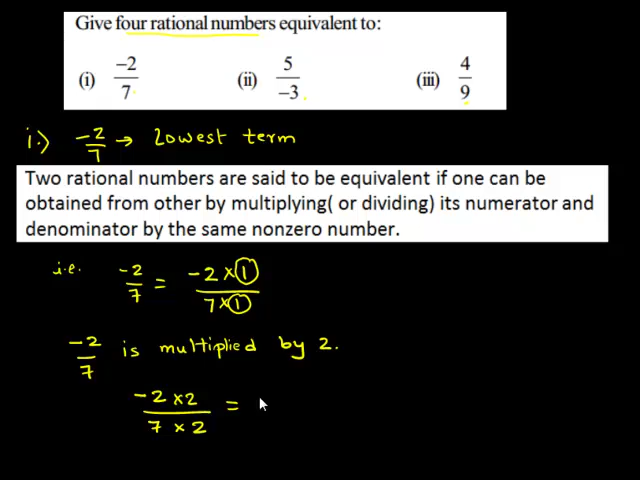 Give four rational numbers equivalent to:
(i) -2/7 (ii) 5/-3 (iii) 4/9
i.) -2/7 → Lowest term
Two rational numbers are said to be equivalent if one can be
obtained from other by multiplying( or dividing) its numerator and
denominator by the same nonzero number.
i.e. -2/7 = -2 × 1 / 7 × 1
-2/7 is multiplied by 2.
-2 × 2 / 7 × 2 =